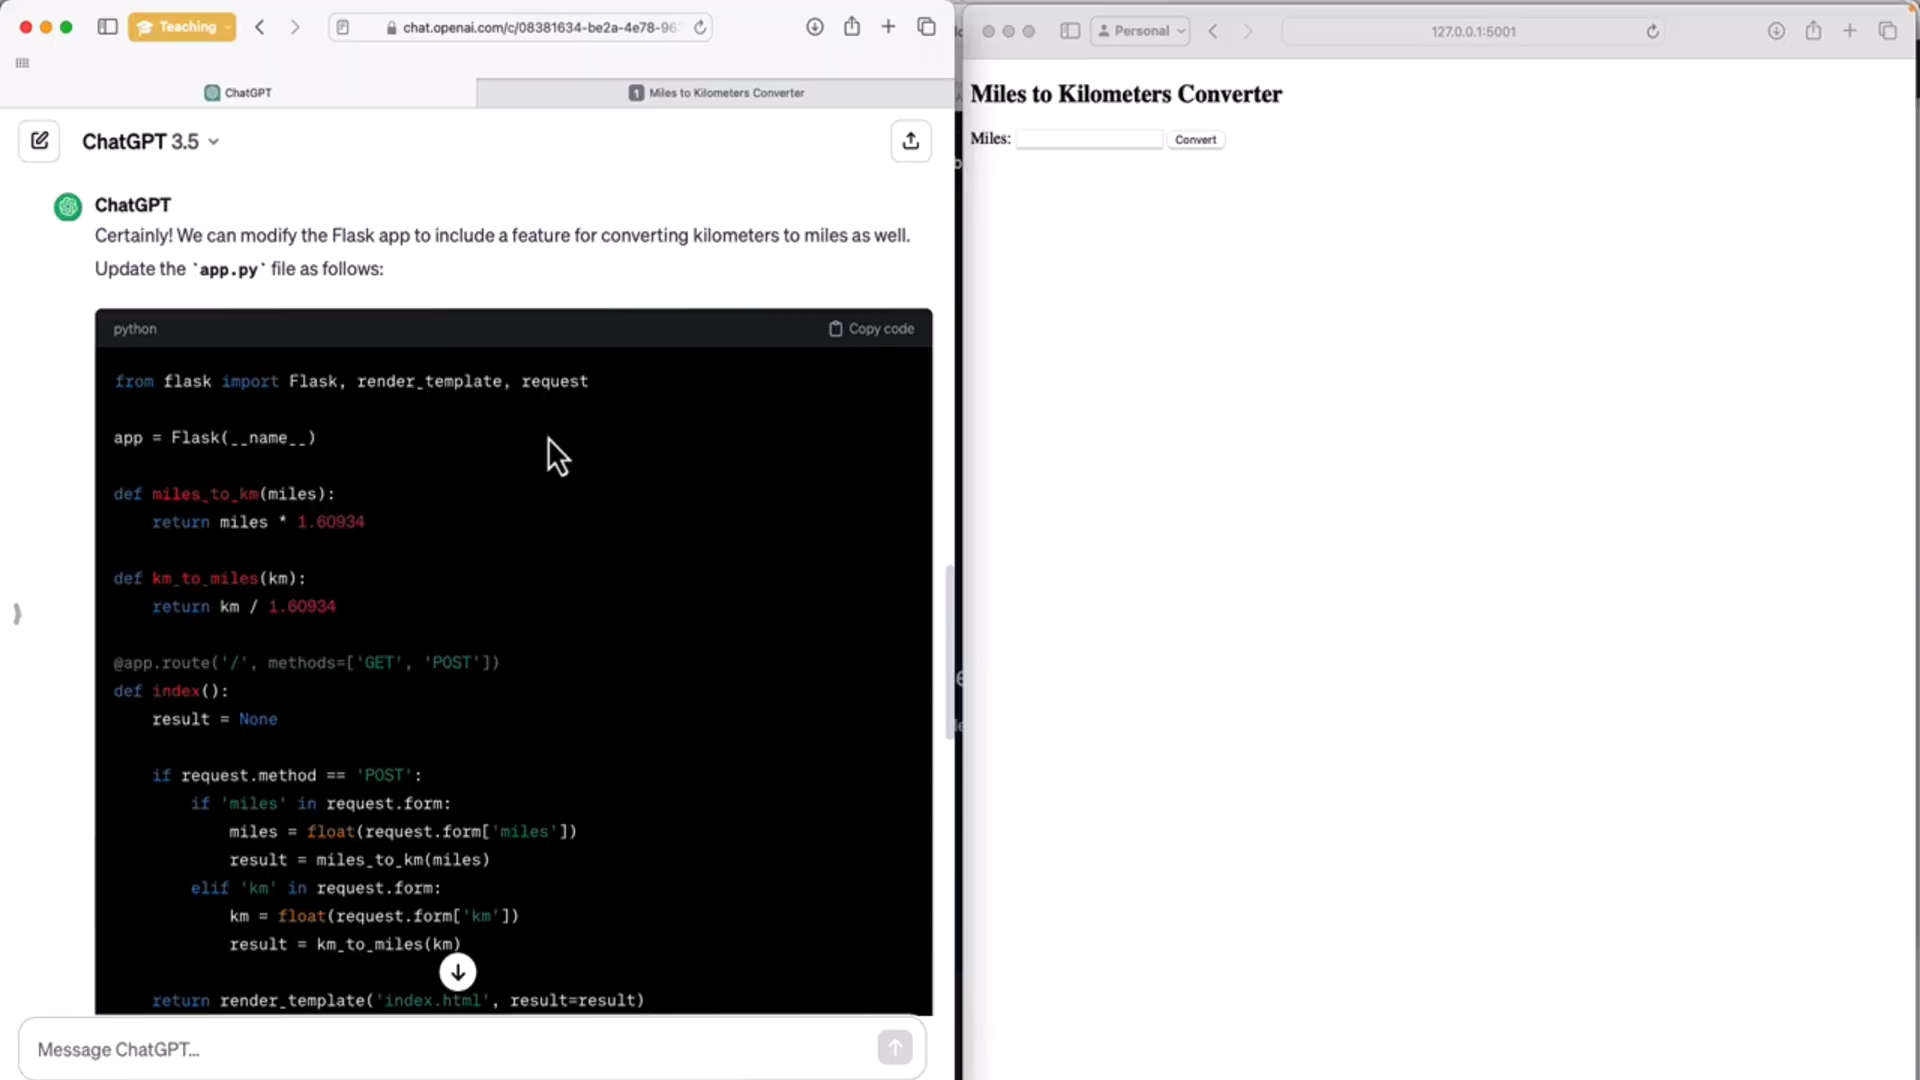 Teaching
chat.openai.com/c/08381634-be2a-4e78-96
ChatGPT
1 Miles to Kilometers Converter
ChatGPT 3.5
ChatGPT
Certainly! We can modify the Flask app to include a feature for converting kilometers to miles as well.
Update the `app.py` file as follows:
python
Copy code
from flask import Flask, render_template, request
app = Flask(__name__)
def miles_to_km(miles):
    return miles * 1.60934
def km_to_miles(km):
    return km / 1.60934
@app.route('/', methods=['GET', 'POST'])
def index():
    result = None
    if request.method == 'POST':
        if 'miles' in request.form:
            miles = float(request.form['miles'])
            result = miles_to_km(miles)
        elif 'km' in request.form:
            km = float(request.form['km'])
            result = km_to_miles(km)
    return render_template('index.html', result=result)
Message ChatGPT...
Personal
127.0.0.1:5001
Miles to Kilometers Converter
Miles:
Convert